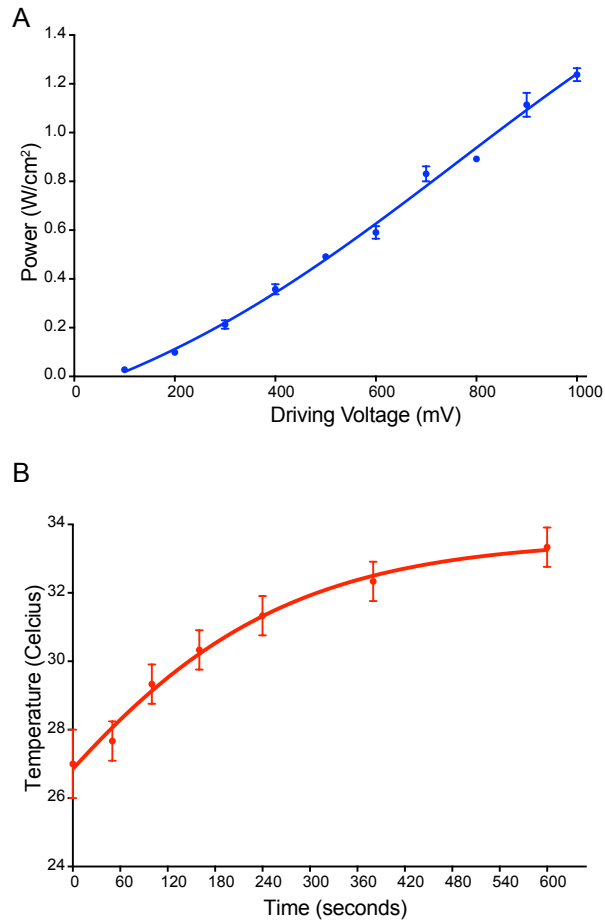 A
1.4
1.2
1.0
0.8
0.6
0.4
0.2
0.0
Power (W/cm²)
0 200 400 600 800 1000
Driving Voltage (mV)
B
34
32
30
28
26
24
Temperature (Celcius)
0 60 120 180 240 300 360 420 480 540 600
Time (seconds)